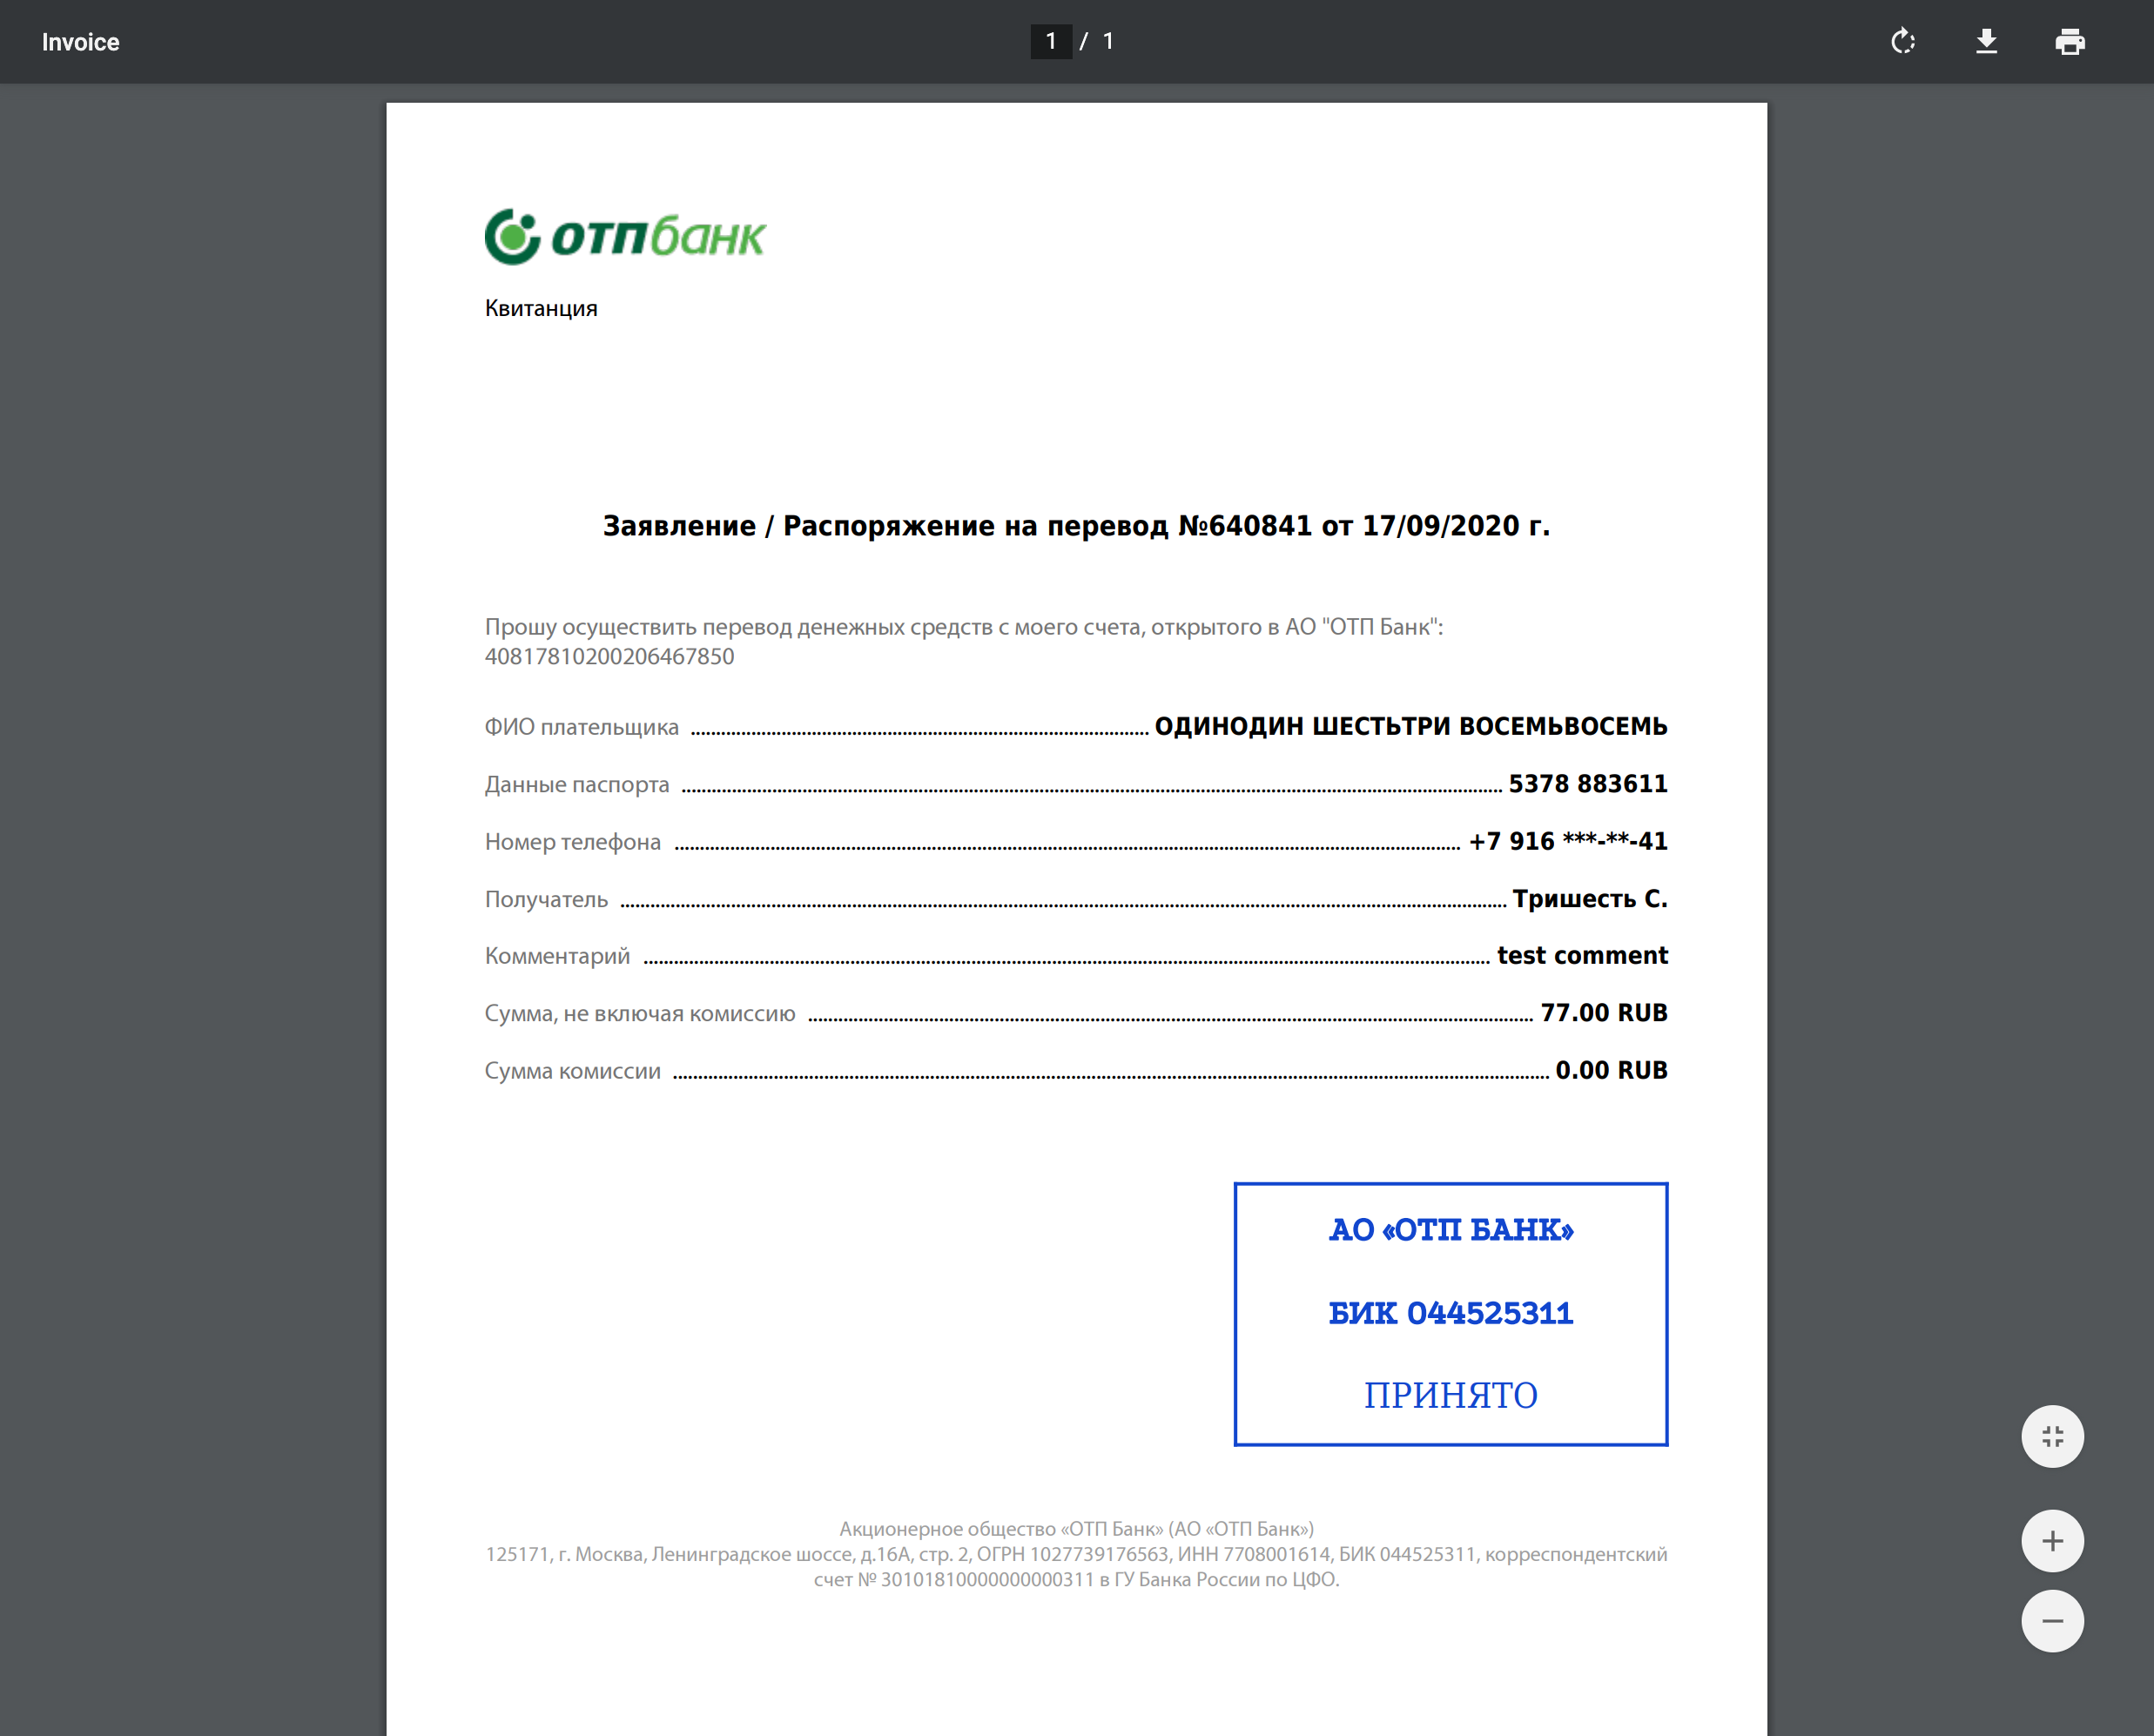 Invoice
1 / 1
отпбанк
Квитанция
Заявление / Распоряжение на перевод №640841 от 17/09/2020 г.
Прошу осуществить перевод денежных средств с моего счета, открытого в АО "ОТП Банк":
40817810200206467850
ФИО плательщика ОДИНОДИН ШЕСТЬТРИ ВОСЕМЬВОСЕМЬ
Данные паспорта 5378 883611
Номер телефона +7 916 ***-**-41
Получатель Тришесть С.
Комментарий test comment
Сумма, не включая комиссию 77.00 RUB
Сумма комиссии 0.00 RUB
АО «ОТП БАНК»
БИК 044525311
ПРИНЯТО
Акционерное общество «ОТП Банк» (АО «ОТП Банк»)
125171, г. Москва, Ленинградское шоссе, д.16А, стр. 2, ОГРН 1027739176563, ИНН 7708001614, БИК 044525311, корреспондентский
счет № 30101810000000000311 в ГУ Банка России по ЦФО.